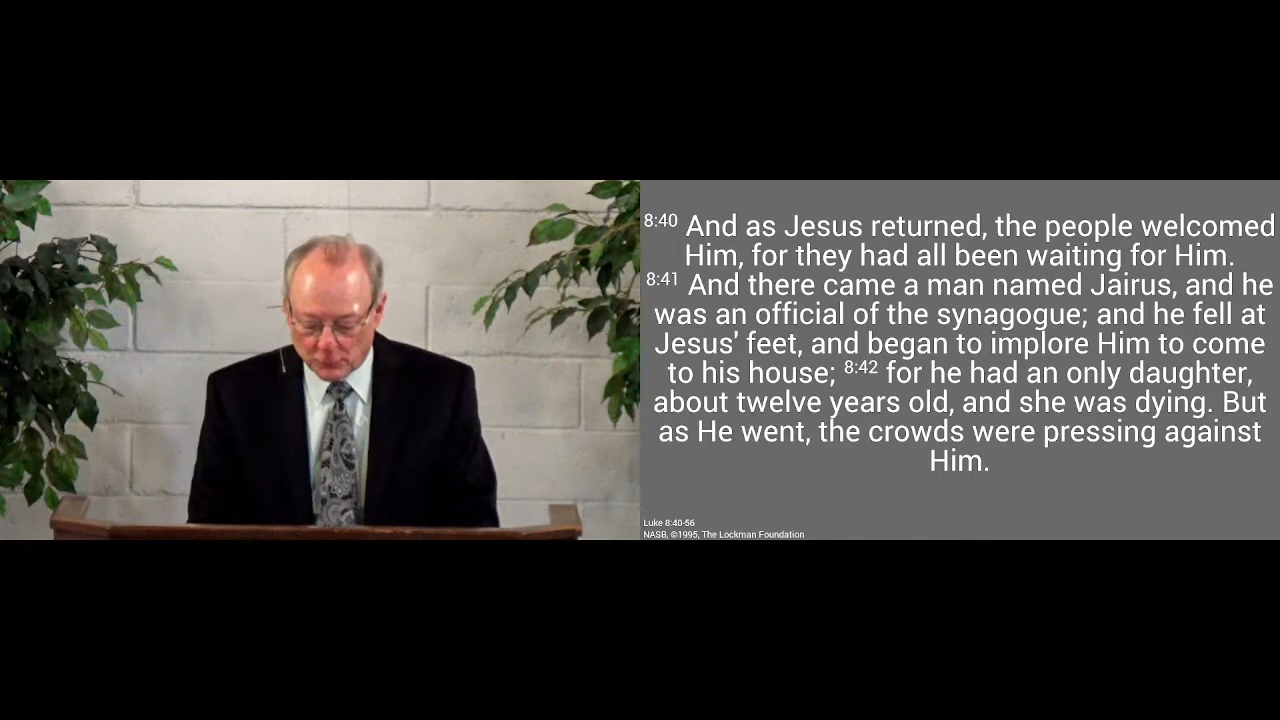 8:40 And as Jesus returned, the people welcomed
Him, for they had all been waiting for Him.
8:41 And there came a man named Jairus, and he
was an official of the synagogue; and he fell at
Jesus' feet, and began to implore Him to come
to his house; 8:42 for he had an only daughter,
about twelve years old, and she was dying. But
as He went, the crowds were pressing against
Him.
Luke 8:40-56
NASB, ©1995, The Lockman Foundation